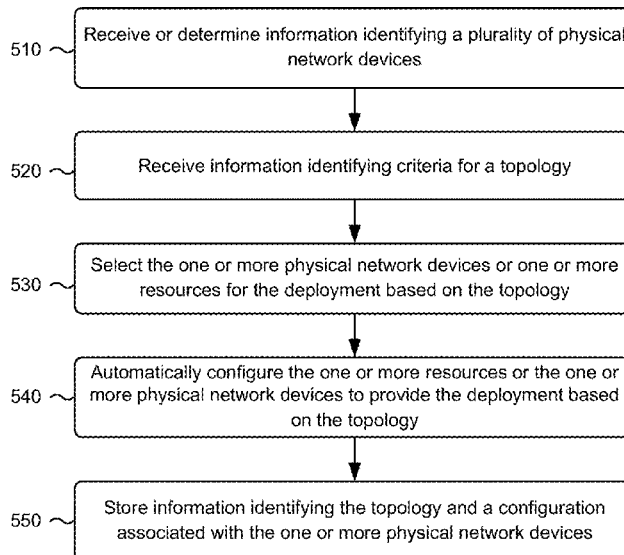 510
Receive or determine information identifying a plurality of physical
network devices
520
Receive information identifying criteria for a topology
530
Select the one or more physical network devices or one or more
resources for the deployment based on the topology
540
Automatically configure the one or more resources or the one or
more physical network devices to provide the deployment based
on the topology
550
Store information identifying the topology and a configuration
associated with the one or more physical network devices